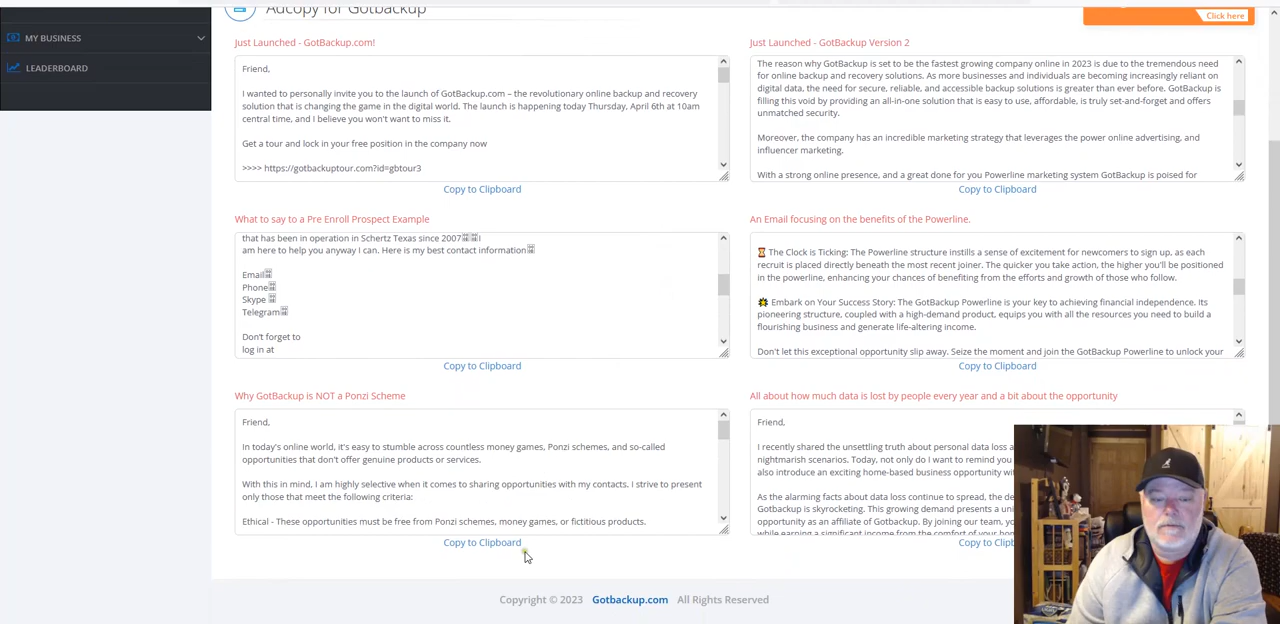 Adcopy for Gotbackup
Click here
MY BUSINESS
LEADERBOARD
Just Launched - GotBackup.com!
Friend,
I wanted to personally invite you to the launch of GotBackup.com – the revolutionary online backup and recovery
solution that is changing the game in the digital world. The launch is happening today Thursday, April 6th at 10am
central time, and I believe you won't want to miss it.
Get a tour and lock in your free position in the company now
>>>> https://gotbackuptour.com?id=gbtour3
Copy to Clipboard
Just Launched - GotBackup Version 2
The reason why GotBackup is set to be the fastest growing company online in 2023 is due to the tremendous need
for online backup and recovery solutions. As more businesses and individuals are becoming increasingly reliant on
digital data, the need for secure, reliable, and accessible backup solutions is greater than ever before. GotBackup is
filling this void by providing an all-in-one solution that is easy to use, affordable, is truly set-and-forget and offers
unmatched security.
Moreover, the company has an incredible marketing strategy that leverages the power online advertising, and
influencer marketing.
With a strong online presence, and a great done for you Powerline marketing system GotBackup is poised for
Copy to Clipboard
What to say to a Pre Enroll Prospect Example
that has been in operation in Schertz Texas since 2007 I
am here to help you anyway I can. Here is my best contact information
Email
Phone
Skype
Telegram
Don't forget to
log in at
Copy to Clipboard
An Email focusing on the benefits of the Powerline.
⏳ The Clock is Ticking: The Powerline structure instills a sense of excitement for newcomers to sign up, as each
recruit is placed directly beneath the most recent joiner. The quicker you take action, the higher you'll be positioned
in the powerline, enhancing your chances of benefiting from the efforts and growth of those who follow.
Embark on Your Success Story: The GotBackup Powerline is your key to achieving financial independence. Its
pioneering structure, coupled with a high-demand product, equips you with all the resources you need to build a
flourishing business and generate life-altering income.
Don't let this exceptional opportunity slip away. Seize the moment and join the GotBackup Powerline to unlock your
Copy to Clipboard
Why GotBackup is NOT a Ponzi Scheme
Friend,
In today's online world, it's easy to stumble across countless money games, Ponzi schemes, and so-called
opportunities that don't offer genuine products or services.
With this in mind, I am highly selective when it comes to sharing opportunities with my contacts. I strive to present
only those that meet the following criteria:
Ethical - These opportunities must be free from Ponzi schemes, money games, or fictitious products.
Copy to Clipboard
All about how much data is lost by people every year and a bit about the opportunity
Friend,
I recently shared the unsettling truth about personal data loss a
nightmarish scenarios. Today, not only do I want to remind you
also introduce an exciting home-based business opportunity wi
As the alarming facts about data loss continue to spread, the de
Gotbackup is skyrocketing. This growing demand presents a uni
opportunity as an affiliate of Gotbackup. By joining our team, yo
while earning a significant income from the comfort of your hom
Copy to Clipb
Copyright © 2023 Gotbackup.com All Rights Reserved